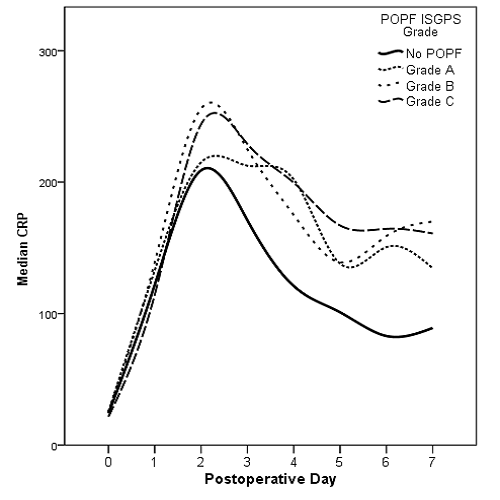 POPF ISGPS
Grade
No POPF
Grade A
Grade B
Grade C
300
200
100
0
Median CRP
0 1 2 3 4 5 6 7
Postoperative Day